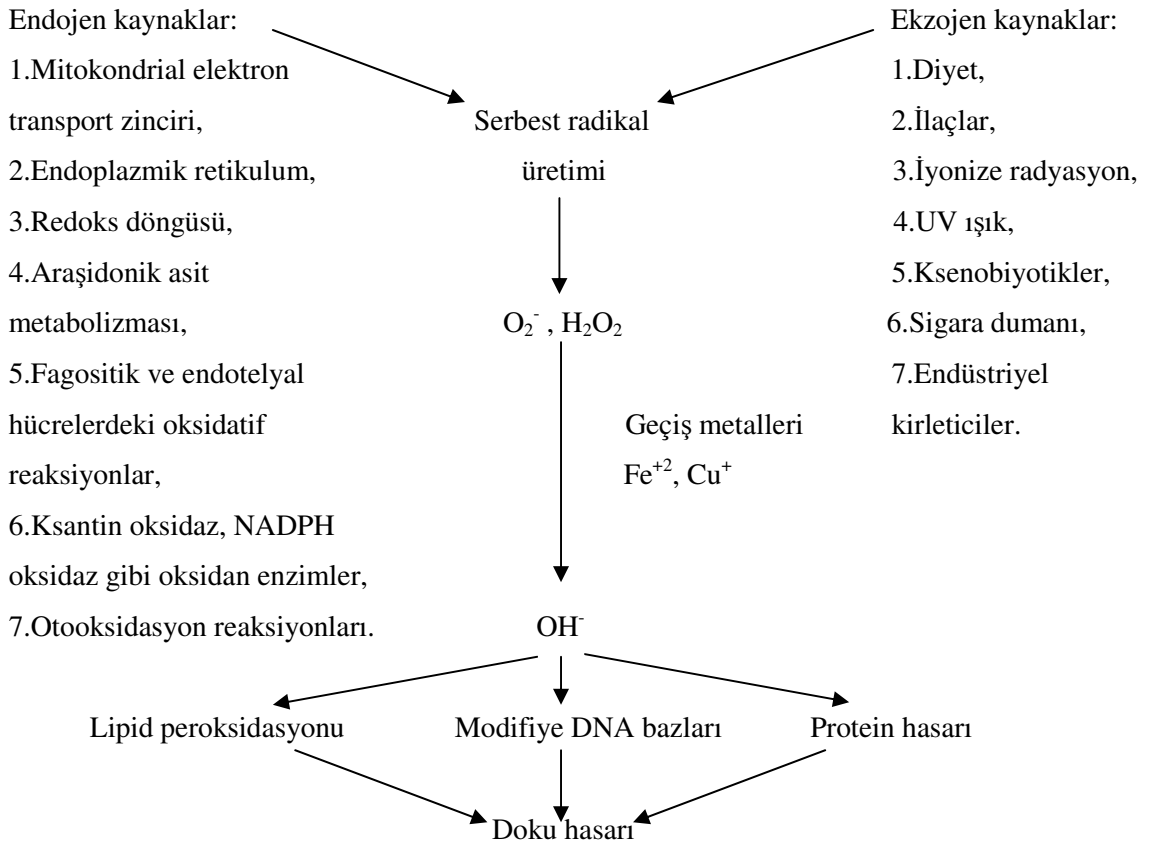 Endojen kaynaklar:
1.Mitokondrial elektron
transport zinciri,
2.Endoplazmik retikulum,
3.Redoks döngüsü,
4.Araşidonik asit
metabolizması,
5.Fagositik ve endotelyal
hücrelerdeki oksidatif
reaksiyonlar,
6.Ksantin oksidaz, NADPH
oksidaz gibi oksidan enzimler,
7.Otooksidasyon reaksiyonları.
Serbest radikal
üretimi
O₂⁻ , H₂O₂
Geçiş metalleri
Fe⁺², Cu⁺
OH⁻
Ekzojen kaynaklar:
1.Diyet,
2.İlaçlar,
3.İyonize radyasyon,
4.UV ışık,
5.Ksenobiyotikler,
6.Sigara dumanı,
7.Endüstriyel
kirleticiler.
Lipid peroksidasyonu
Modifiye DNA bazları
Protein hasarı
Doku hasarı